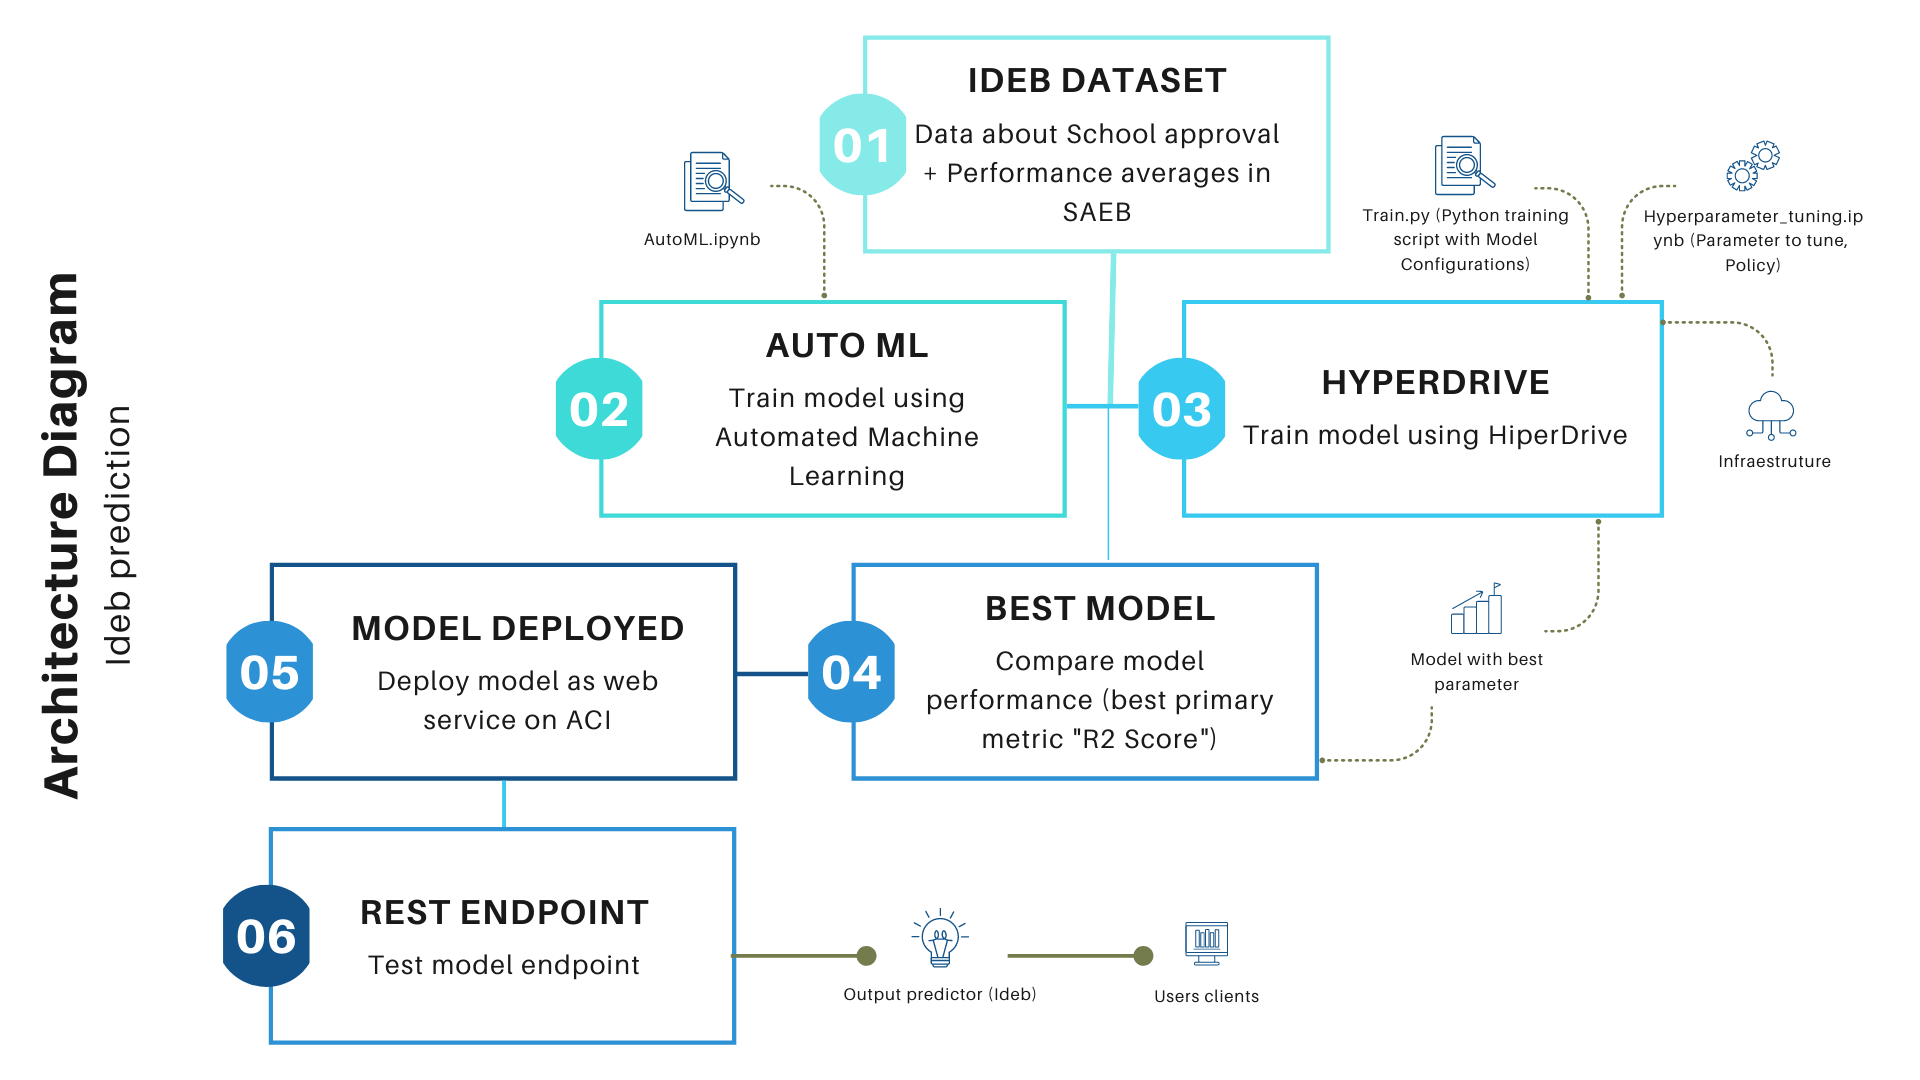 Architecture Diagram
Ideb prediction
01
IDEB DATASET
Data about School approval
+ Performance averages in
SAEB
AutoML.ipynb
Train.py (Python training
script with Model
Configurations)
Hyperparameter_tuning.ip
ynb (Parameter to tune,
Policy)
02
AUTO ML
Train model using
Automated Machine
Learning
03
HYPERDRIVE
Train model using HiperDrive
Infraestruture
05
MODEL DEPLOYED
Deploy model as web
service on ACI
04
BEST MODEL
Compare model
performance (best primary
metric "R2 Score")
Model with best
parameter
06
REST ENDPOINT
Test model endpoint
Output predictor (Ideb)
Users clients